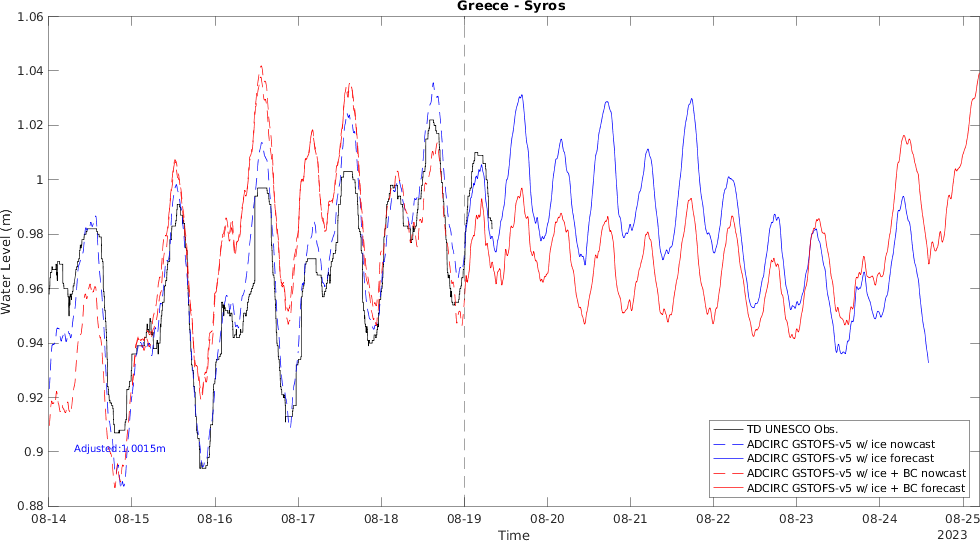 Greece - Syros
1.06
1.04
1.02
1
0.98
0.96
0.94
0.92
0.9
0.88
Water Level (m)
Adjusted:1.0015m
TD UNESCO Obs.
ADCIRC GSTOFS-v5 w/ ice nowcast
ADCIRC GSTOFS-v5 w/ ice forecast
ADCIRC GSTOFS-v5 w/ ice + BC nowcast
ADCIRC GSTOFS-v5 w/ ice + BC forecast
08-14 08-15 08-16 08-17 08-18 08-19 08-20 08-21 08-22 08-23 08-24 08-25
Time
2023